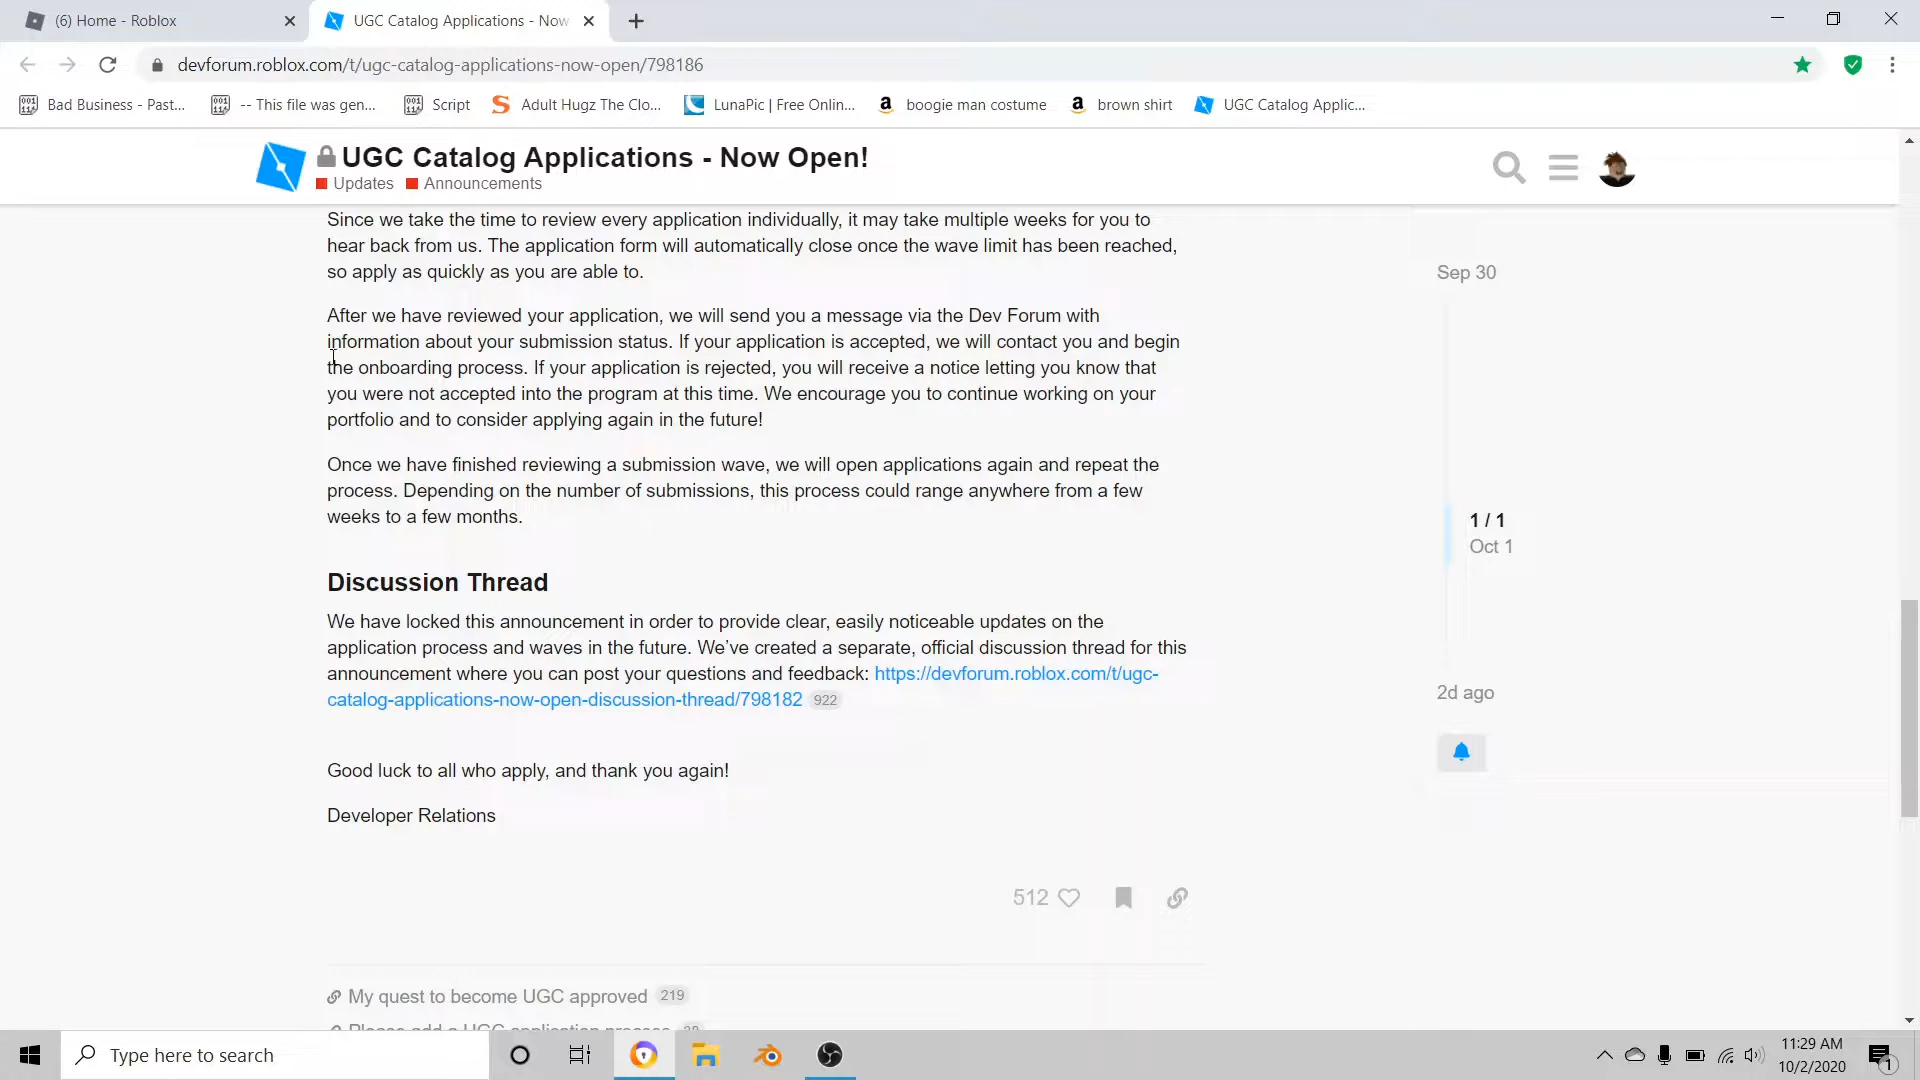 (6) Home - Roblox
UGC Catalog Applications - Now
devforum.roblox.com/t/ugc-catalog-applications-now-open/798186
Bad Business - Past...
-- This file was gen...
Script
Adult Hugz The Clo...
LunaPic | Free Onlin...
boogie man costume
brown shirt
UGC Catalog Applic...
UGC Catalog Applications - Now Open!
Updates Announcements
Since we take the time to review every application individually, it may take multiple weeks for you to
hear back from us. The application form will automatically close once the wave limit has been reached,
so apply as quickly as you are able to.
After we have reviewed your application, we will send you a message via the Dev Forum with
information about your submission status. If your application is accepted, we will contact you and begin
the onboarding process. If your application is rejected, you will receive a notice letting you know that
you were not accepted into the program at this time. We encourage you to continue working on your
portfolio and to consider applying again in the future!
Once we have finished reviewing a submission wave, we will open applications again and repeat the
process. Depending on the number of submissions, this process could range anywhere from a few
weeks to a few months.
Discussion Thread
We have locked this announcement in order to provide clear, easily noticeable updates on the
application process and waves in the future. We’ve created a separate, official discussion thread for this
announcement where you can post your questions and feedback: https://devforum.roblox.com/t/ugc-
catalog-applications-now-open-discussion-thread/798182 922
Good luck to all who apply, and thank you again!
Developer Relations
512
My quest to become UGC approved 219
Please add a UGC application process
Sep 30
1 / 1
Oct 1
2d ago
Type here to search
11:29 AM
10/2/2020
1